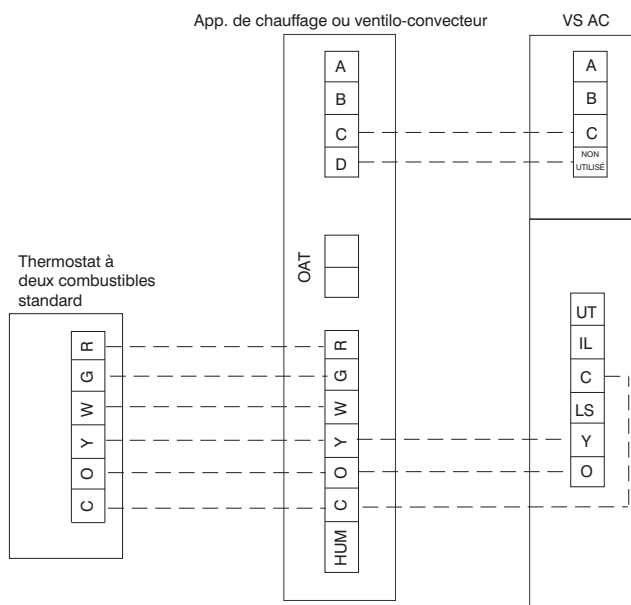 App. de chauffage ou ventilo-convecteur
VS AC
A
B
C
D
A
B
C
NON
UTILISÉ
OAT
Thermostat à
deux combustibles
standard
R
G
W
Y
O
C
R
G
W
Y
O
C
HUM
UT
IL
C
LS
Y
O